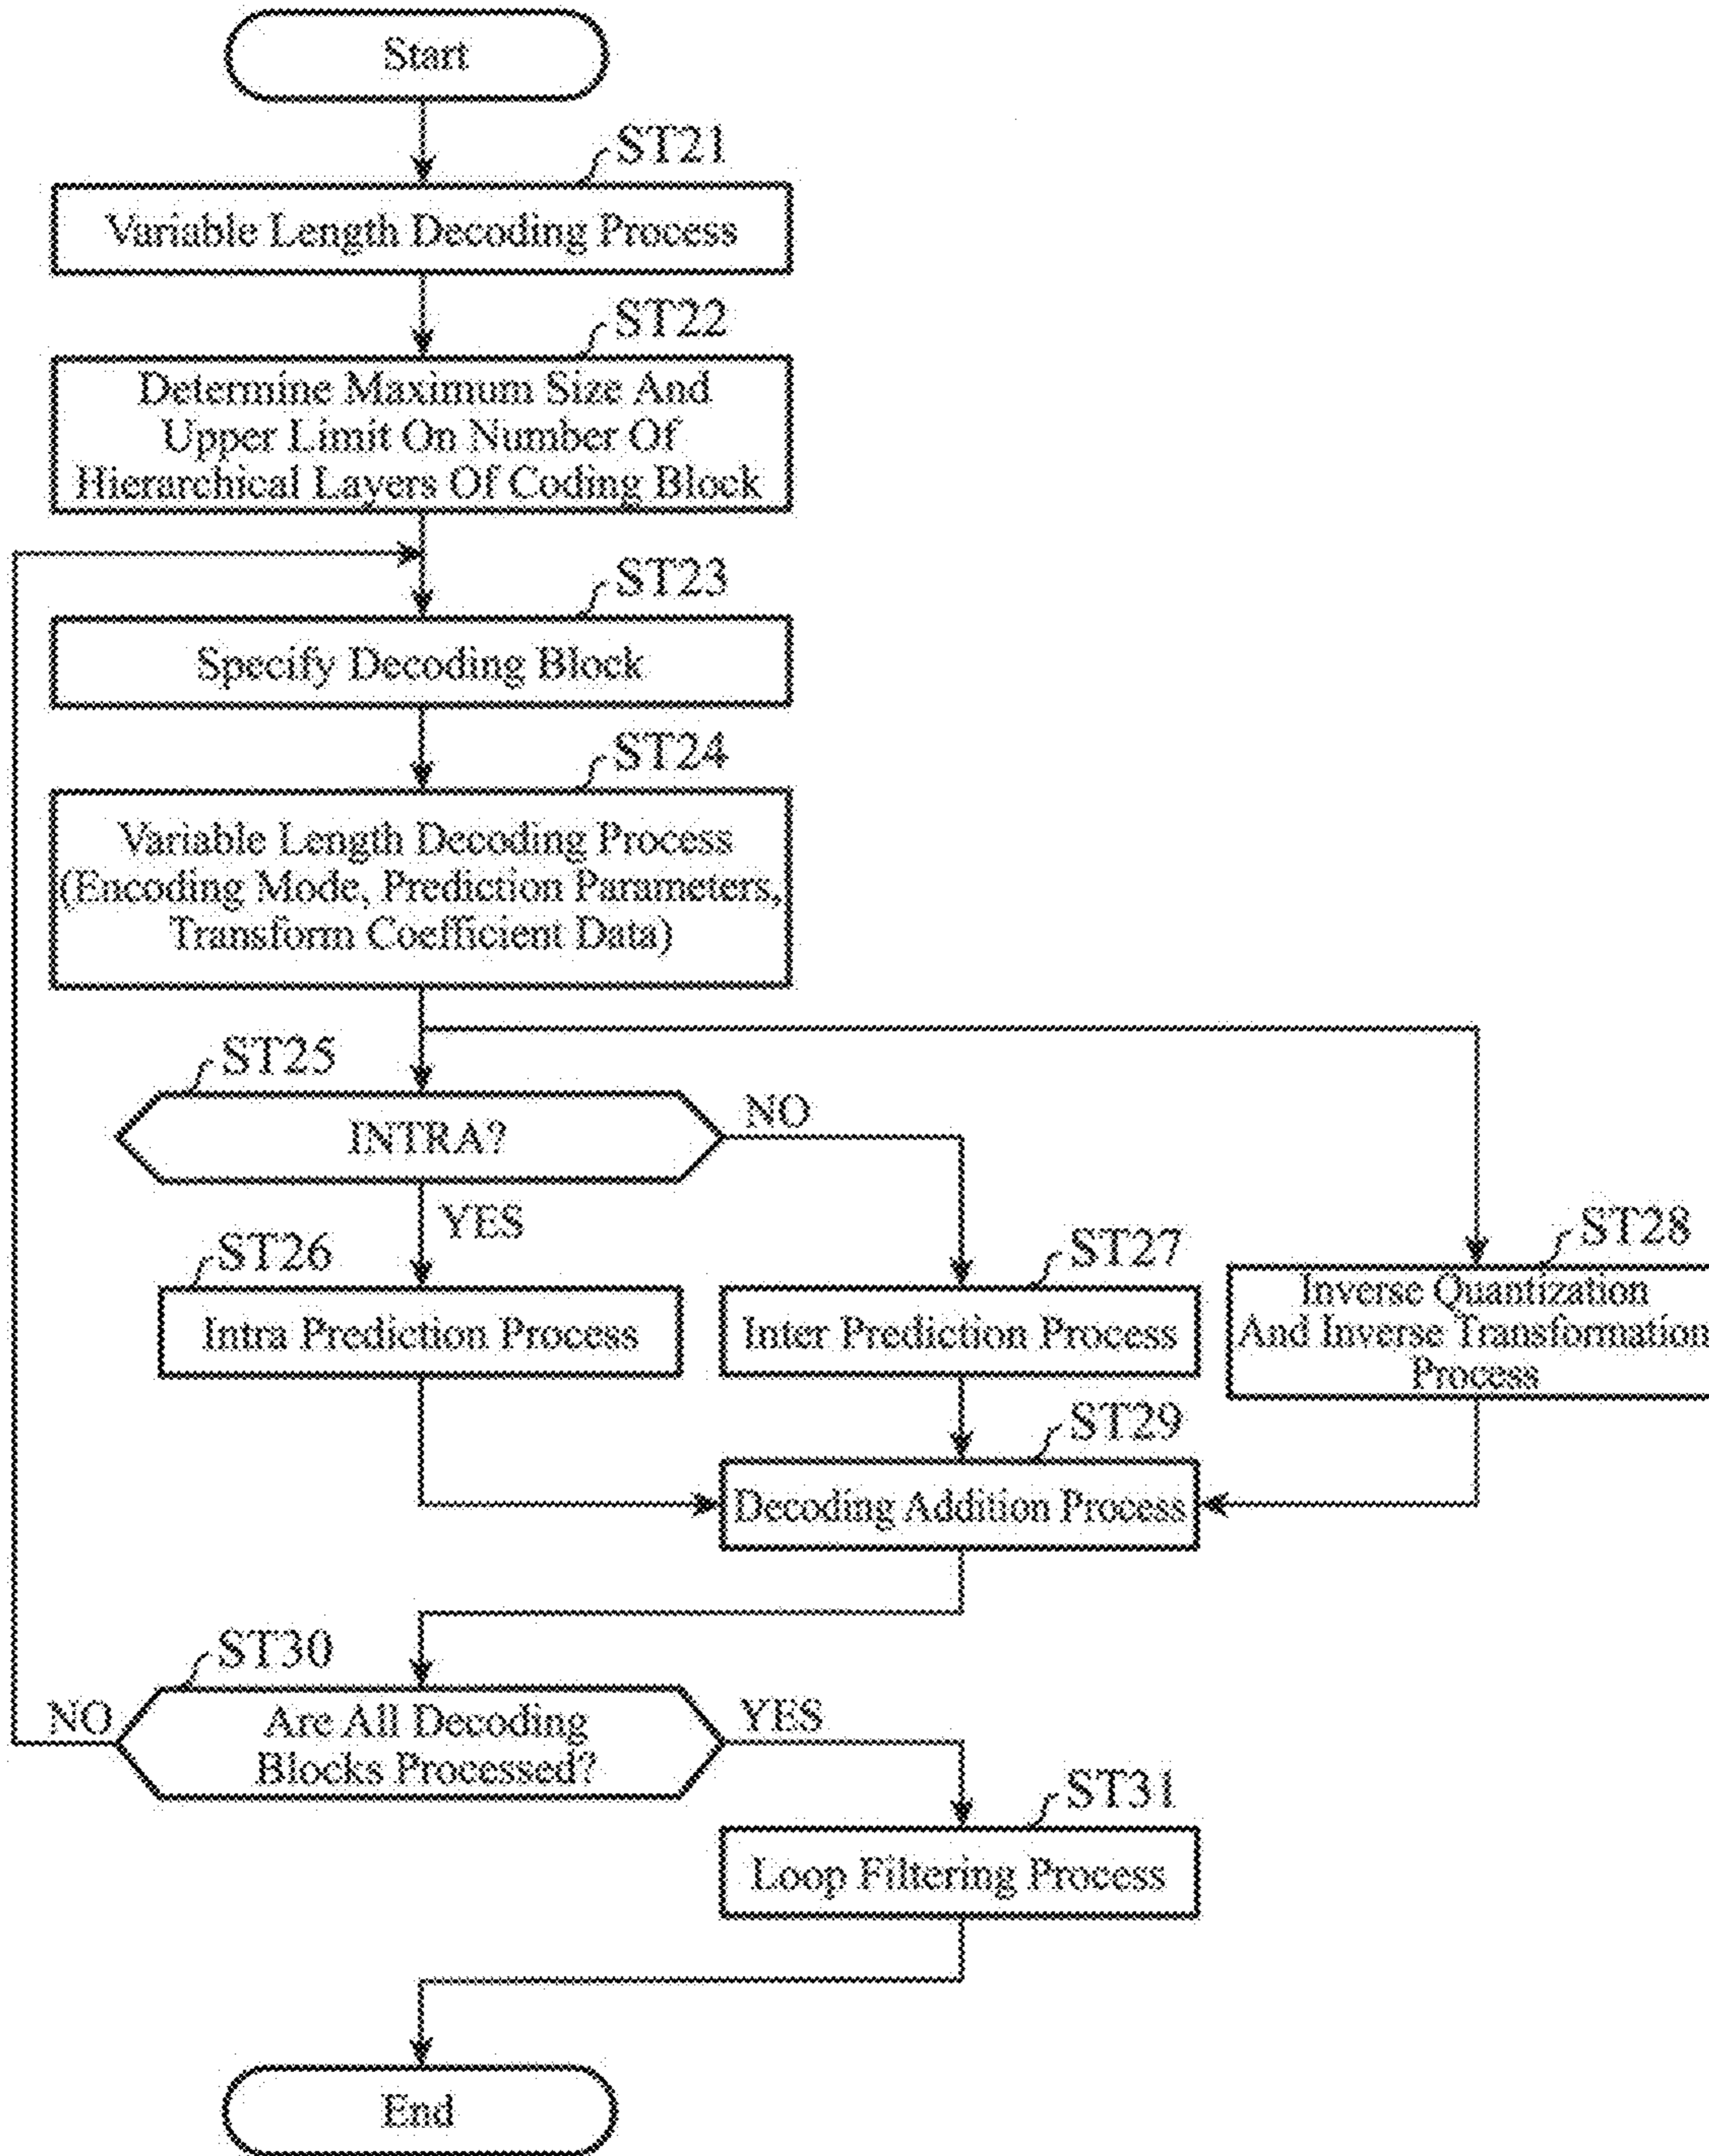 Start
ST21
Variable Length Decoding Process
ST22
Determine Maximum Size And
Upper Limit On Number Of
Hierarchical Layers Of Coding Block
ST23
Specify Decoding Block
ST24
Variable Length Decoding Process
(Encoding Mode, Prediction Parameters,
Transform Coefficient Data)
ST25
INTRA?
NO
YES
ST26
Intra Prediction Process
ST27
Inter Prediction Process
ST28
Inverse Quantization
And Inverse Transformation
Process
ST29
Decoding Addition Process
ST30
NO
Are All Decoding
Blocks Processed?
YES
ST31
Loop Filtering Process
End